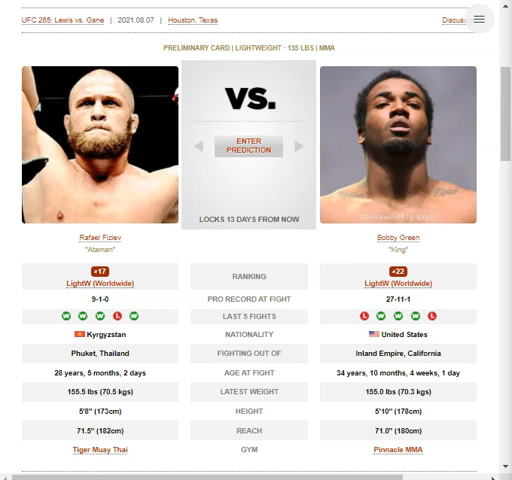 UFC 265: Lewis vs. Gane | 2021.08.07 | Houston, Texas
PRELIMINARY CARD | LIGHTWEIGHT · 155 LBS | MMA
VS.
ENTER
PREDICTION
LOCKS 13 DAYS FROM NOW
mmaweekly.com
Rafael Fiziev
"Ataman"
Bobby Green
"King"
#17
LightW (Worldwide)
RANKING
#22
LightW (Worldwide)
9-1-0 PRO RECORD AT FIGHT 27-11-1
W W W L W LAST 5 FIGHTS L W W W L
Kyrgyzstan NATIONALITY United States
Phuket, Thailand FIGHTING OUT OF Inland Empire, California
28 years, 5 months, 2 days AGE AT FIGHT 34 years, 10 months, 4 weeks, 1 day
155.5 lbs (70.5 kgs) LATEST WEIGHT 155.0 lbs (70.3 kgs)
5'8" (173cm) HEIGHT 5'10" (178cm)
71.5" (182cm) REACH 71.0" (180cm)
Tiger Muay Thai GYM Pinnacle MMA